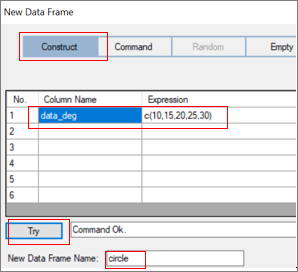 New Data Frame
Construct Command Random Empty
No. Column Name Expression
1 data_deg c(10,15,20,25,30)
2
3
4
5
6
Try Command Ok.
New Data Frame Name: circle